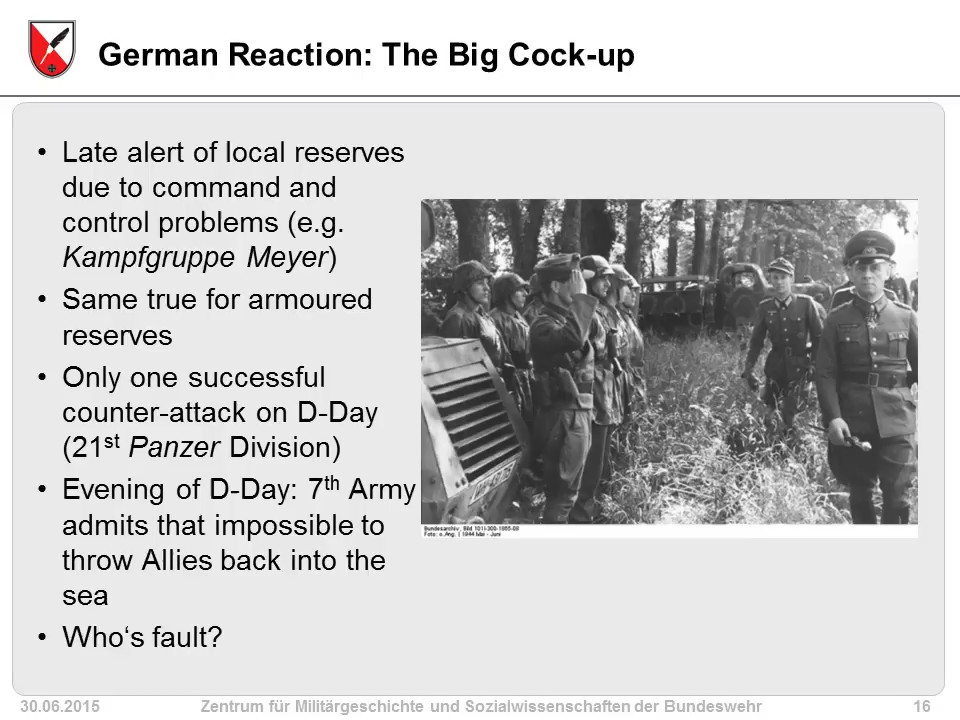 German Reaction: The Big Cock-up
• Late alert of local reserves
due to command and
control problems (e.g.
Kampfgruppe Meyer)
• Same true for armoured
reserves
• Only one successful
counter-attack on D-Day
(21st Panzer Division)
• Evening of D-Day: 7th Army
admits that impossible to
throw Allies back into the
sea
• Who‘s fault?
Bundesarchiv, Bild 101I-300-1865-08
Foto: o.Ang. | 1944 Mai - Juni
30.06.2015 Zentrum für Militärgeschichte und Sozialwissenschaften der Bundeswehr 16